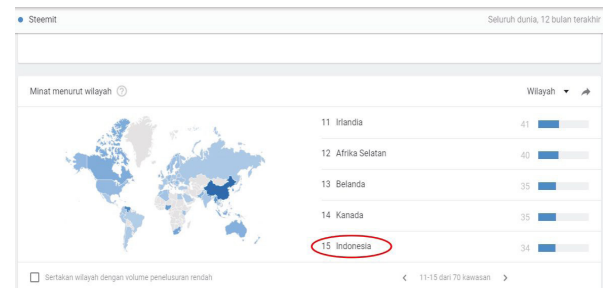 Steemit
Seluruh dunia, 12 bulan terakhir
Minat menurut wilayah
Wilayah
11 Irlandia 41
12 Afrika Selatan 40
13 Belanda 35
14 Kanada 35
15 Indonesia 34
Sertakan wilayah dengan volume penelusuran rendah
11-15 dari 70 kawasan